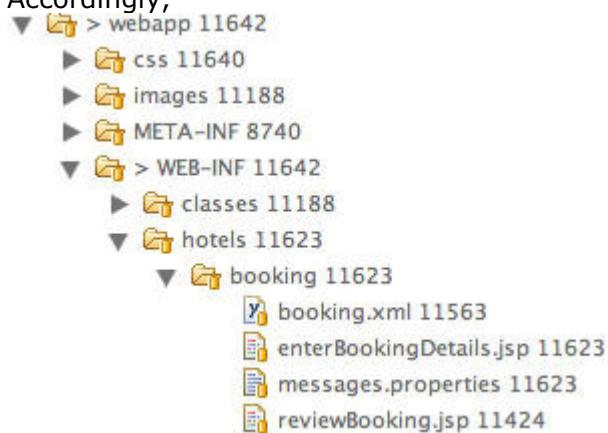 Accordingly,
> webapp 11642
css 11640
images 11188
META-INF 8740
> WEB-INF 11642
classes 11188
hotels 11623
booking 11623
booking.xml 11563
enterBookingDetails.jsp 11623
messages.properties 11623
reviewBooking.jsp 11424